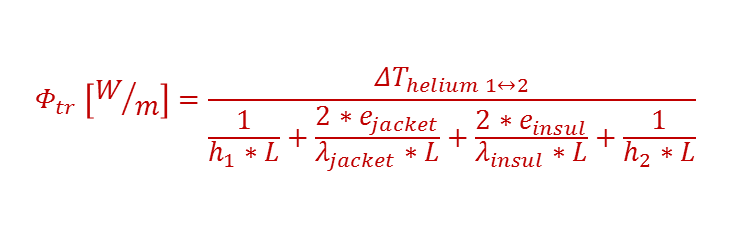 Φ_tr [W/m] = ΔT_helium 1↔2 / (1/(h_1 * L) + (2 * e_jacket)/(λ_jacket * L) + (2 * e_insul)/(λ_insul * L) + 1/(h_2 * L))